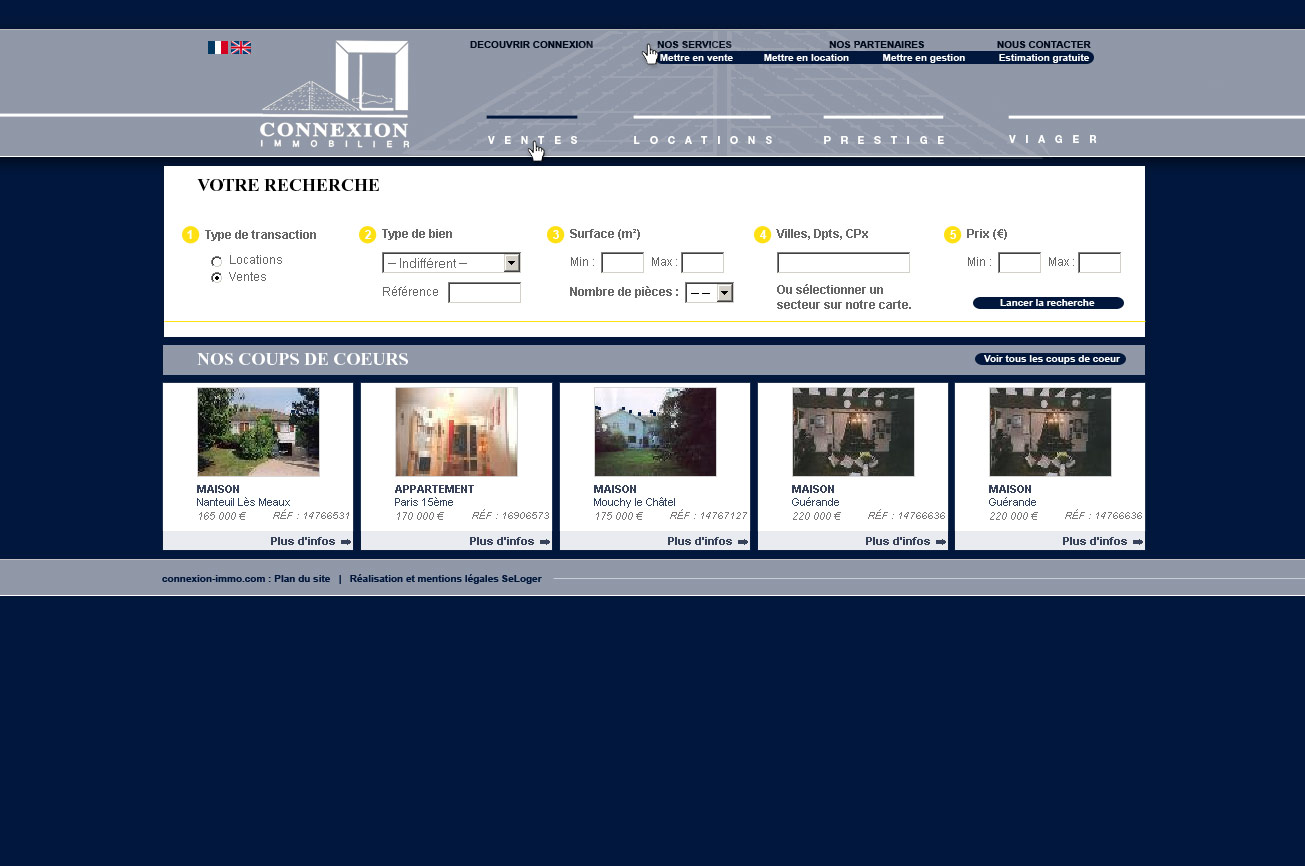 DECOUVRIR CONNEXION NOS SERVICES NOS PARTENAIRES NOUS CONTACTER
Mettre en vente Mettre en location Mettre en gestion Estimation gratuite
CONNEXION
IMMOBILIER
VENTES LOCATIONS PRESTIGE VIAGER
VOTRE RECHERCHE
1 Type de transaction
Locations
Ventes
2 Type de bien
-- Indifférent --
Référence
3 Surface (m²)
Min : Max :
Nombre de pièces : --
4 Villes, Dpts, CPx
Ou sélectionner un
secteur sur notre carte.
5 Prix (€)
Min : Max :
Lancer la recherche
NOS COUPS DE COEURS
Voir tous les coups de coeur
MAISON
Nanteuil Lès Meaux
165 000 € RÉF : 14766531
Plus d'infos
APPARTEMENT
Paris 15ème
170 000 € RÉF : 16906573
Plus d'infos
MAISON
Mouchy le Châtel
175 000 € RÉF : 14767127
Plus d'infos
MAISON
Guérande
220 000 € RÉF : 14766636
Plus d'infos
MAISON
Guérande
220 000 € RÉF : 14766636
Plus d'infos
connexion-immo.com : Plan du site | Réalisation et mentions légales SeLoger